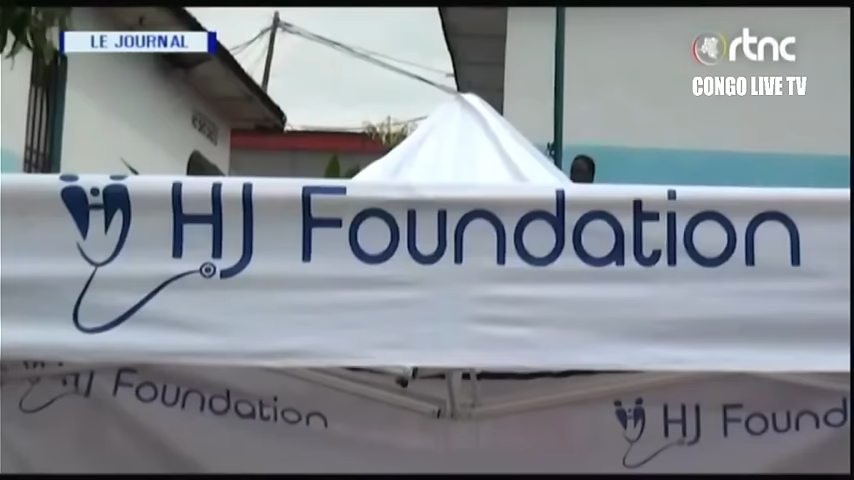 LE JOURNAL
rtnc
CONGO LIVE TV
HJ Foundation
HJ Foundation
HJ Found